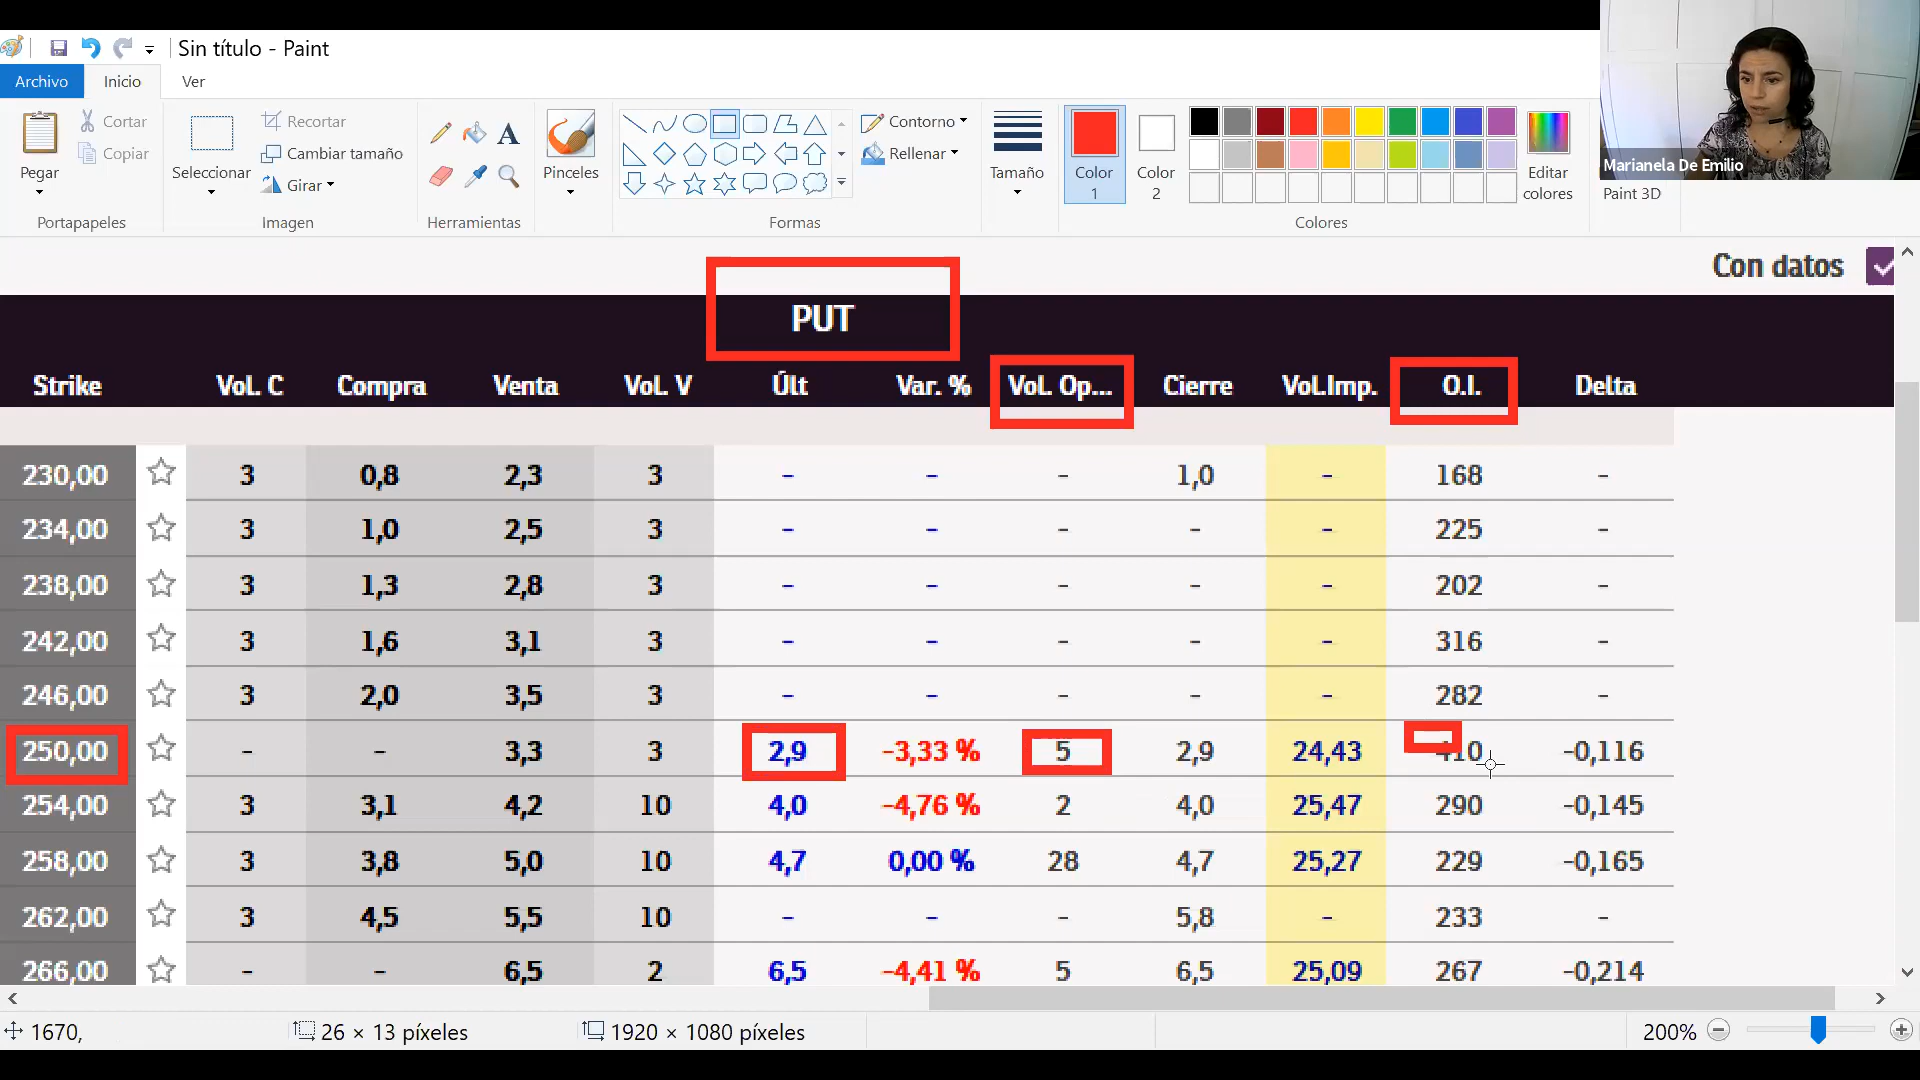 Sin título - Paint
Archivo Inicio Ver
Pegar
Cortar
Copiar
Portapapeles
Seleccionar
Recortar
Cambiar tamaño
Girar
Imagen
A
Herramientas
Pinceles
Contorno
Rellenar
Formas
Tamaño
Color 1
Color 2
Colores
Editar colores
Paint 3D
Marianela De Emilio
Con datos
PUT
Strike Vol. C Compra Venta Vol. V Últ Var. % Vol. Op... Cierre Vol.Imp. O.I. Delta
230,00 3 0,8 2,3 3 - - - 1,0 - 168 -
234,00 3 1,0 2,5 3 - - - - - 225 -
238,00 3 1,3 2,8 3 - - - - - 202 -
242,00 3 1,6 3,1 3 - - - - - 316 -
246,00 3 2,0 3,5 3 - - - - - 282 -
250,00 - - 3,3 3 2,9 -3,33 % 5 2,9 24,43 410 -0,116
254,00 3 3,1 4,2 10 4,0 -4,76 % 2 4,0 25,47 290 -0,145
258,00 3 3,8 5,0 10 4,7 0,00 % 28 4,7 25,27 229 -0,165
262,00 3 4,5 5,5 10 - - - 5,8 - 233 -
266,00 - - 6,5 2 6,5 -4,41 % 5 6,5 25,09 267 -0,214
1670, 26 × 13 píxeles 1920 × 1080 píxeles 200%